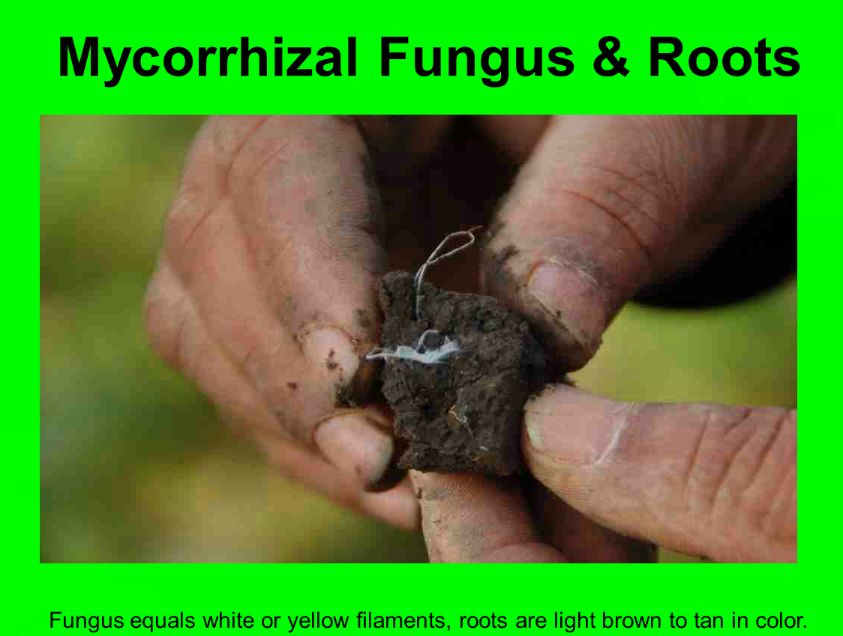 Mycorrhizal Fungus & Roots
Fungus equals white or yellow filaments, roots are light brown to tan in color.